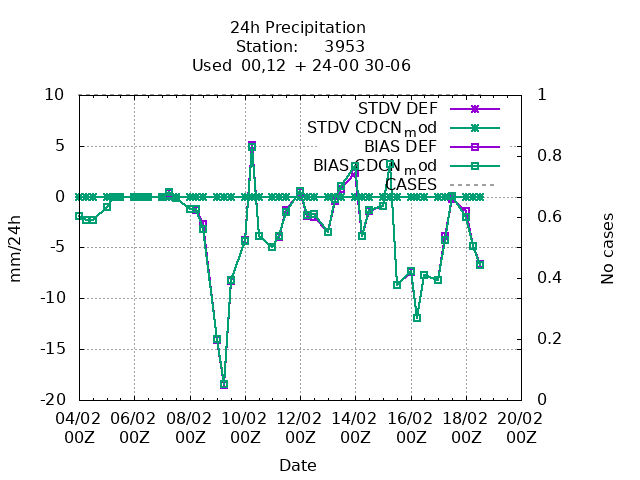 24h Precipitation
Station: 3953
Used 00,12 + 24-00 30-06
10 1
STDV DEF
STDV CDCNmod
5 BIAS DEF
0.8
BIAS CDCNmod
CASES
0
0.6
-5
0.4
-10
-15 0.2
-20 0
mm/24h
No cases
04/02 06/02 08/02 10/02 12/02 14/02 16/02 18/02 20/02
00Z 00Z 00Z 00Z 00Z 00Z 00Z 00Z 00Z
Date